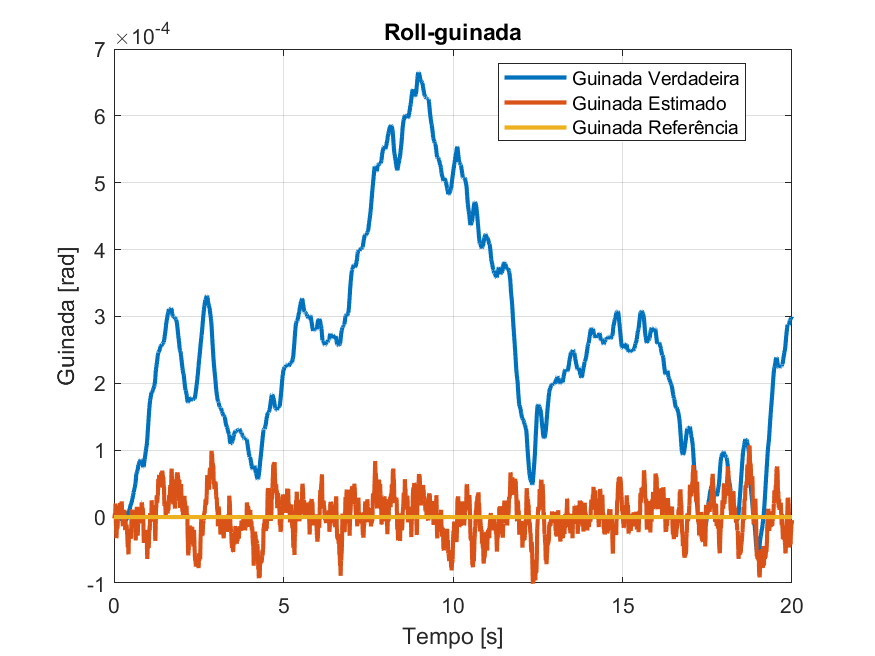 Roll-guinada
×10-4
7
6
5
4
3
2
1
0
-1
Guinada [rad]
Guinada Verdadeira
Guinada Estimado
Guinada Referência
0 5 10 15 20
Tempo [s]